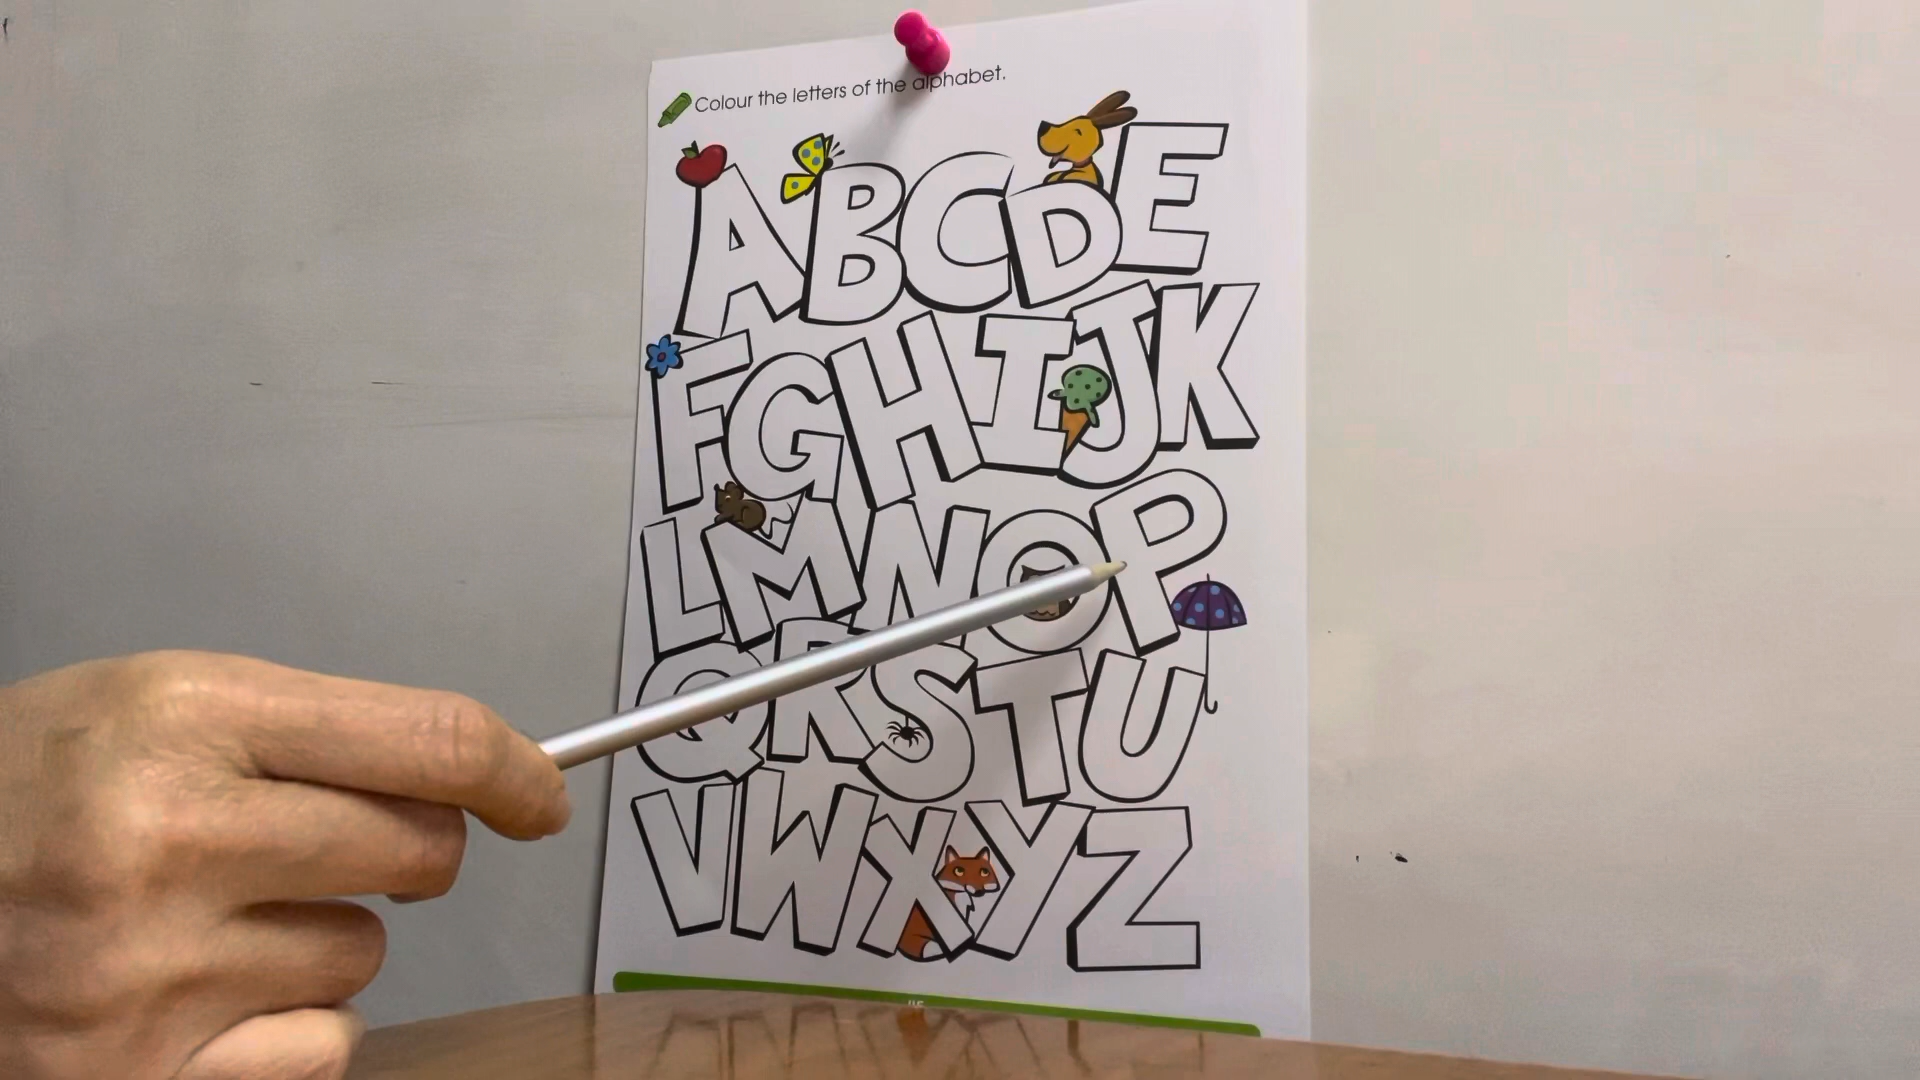 Colour the letters of the alphabet.
ABCDE
FGHIJK
LMNOP
QRSTU
VWXYZ